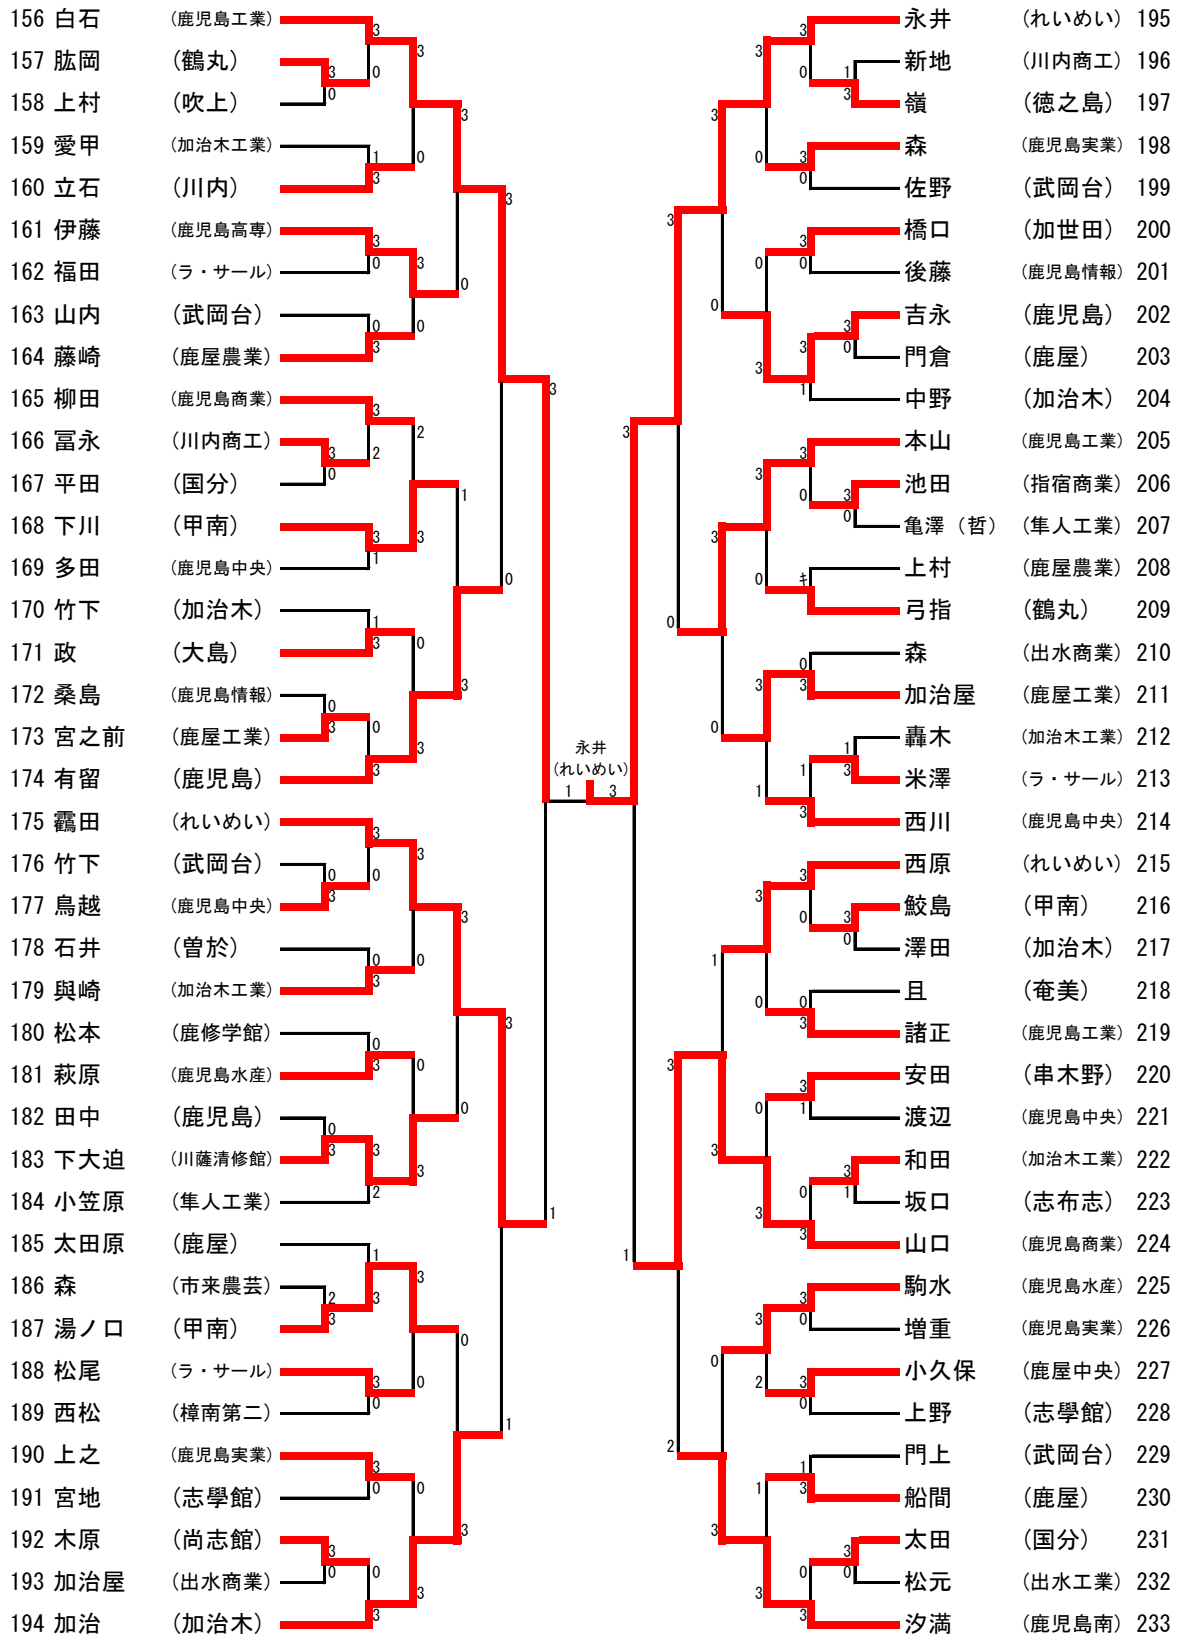 156 白石 (鹿児島工業)
157 肱岡 (鶴丸)
158 上村 (吹上)
159 愛甲 (加治木工業)
160 立石 (川内)
161 伊藤 (鹿児島高専)
162 福田 (ラ・サール)
163 山内 (武岡台)
164 藤崎 (鹿屋農業)
165 柳田 (鹿児島商業)
166 冨永 (川内商工)
167 平田 (国分)
168 下川 (甲南)
169 多田 (鹿児島中央)
170 竹下 (加治木)
171 政 (大島)
172 桑島 (鹿児島情報)
173 宮之前 (鹿屋工業)
174 有留 (鹿児島)
175 靍田 (れいめい)
176 竹下 (武岡台)
177 鳥越 (鹿児島中央)
178 石井 (曽於)
179 與崎 (加治木工業)
180 松本 (鹿修学館)
181 萩原 (鹿児島水産)
182 田中 (鹿児島)
183 下大迫 (川薩清修館)
184 小笠原 (隼人工業)
185 太田原 (鹿屋)
186 森 (市来農芸)
187 湯ノ口 (甲南)
188 松尾 (ラ・サール)
189 西松 (樟南第二)
190 上之 (鹿児島実業)
191 宮地 (志學館)
192 木原 (尚志館)
193 加治屋 (出水商業)
194 加治 (加治木)
永井
(れいめい)
1 3
永井 (れいめい) 195
新地 (川内商工) 196
嶺 (徳之島) 197
森 (鹿児島実業) 198
佐野 (武岡台) 199
橋口 (加世田) 200
後藤 (鹿児島情報) 201
吉永 (鹿児島) 202
門倉 (鹿屋) 203
中野 (加治木) 204
本山 (鹿児島工業) 205
池田 (指宿商業) 206
亀澤（哲） (隼人工業) 207
上村 (鹿屋農業) 208
弓指 (鶴丸) 209
森 (出水商業) 210
加治屋 (鹿屋工業) 211
轟木 (加治木工業) 212
米澤 (ラ・サール) 213
西川 (鹿児島中央) 214
西原 (れいめい) 215
鮫島 (甲南) 216
澤田 (加治木) 217
且 (奄美) 218
諸正 (鹿児島工業) 219
安田 (串木野) 220
渡辺 (鹿児島中央) 221
和田 (加治木工業) 222
坂口 (志布志) 223
山口 (鹿児島商業) 224
駒水 (鹿児島水産) 225
増重 (鹿児島実業) 226
小久保 (鹿屋中央) 227
上野 (志學館) 228
門上 (武岡台) 229
船間 (鹿屋) 230
太田 (国分) 231
松元 (出水工業) 232
汐満 (鹿児島南) 233